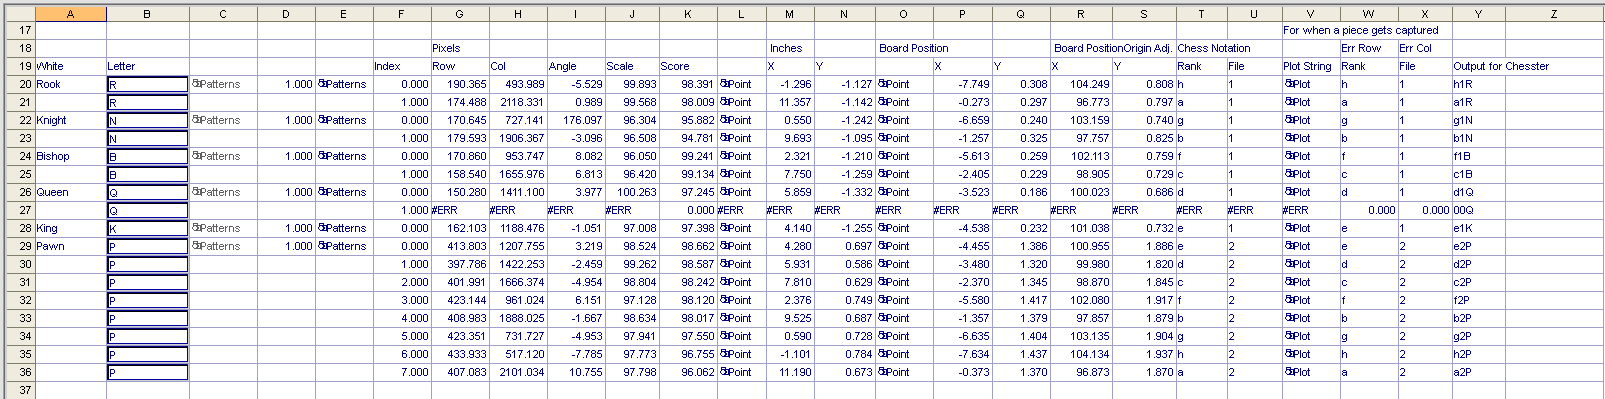 A B C D E F G H I J K L M N O P Q R S T U V W X Y Z
17 For when a piece gets captured
18 Pixels Inches Board Position Board PositionOrigin Adj. Chess Notation Err Row Err Col
19 White Letter Index Row Col Angle Scale Score X Y X Y X Y Rank File Plot String Rank File Output for Chesster
20 Rook R Patterns 1.000 Patterns 0.000 190.365 493.989 -5.529 99.893 98.391 Point -1.296 -1.127 Point -7.749 0.308 104.249 0.808 h 1 Plot h 1 h1R
21 R 1.000 174.488 2118.331 0.989 99.568 98.009 Point 11.357 -1.142 Point -0.273 0.297 96.773 0.797 a 1 Plot a 1 a1R
22 Knight N Patterns 1.000 Patterns 0.000 170.645 727.141 176.097 96.304 95.882 Point 0.550 -1.242 Point -6.659 0.240 103.159 0.740 g 1 Plot g 1 g1N
23 N 1.000 179.593 1906.367 -3.096 96.508 94.781 Point 9.693 -1.095 Point -1.257 0.325 97.757 0.825 b 1 Plot b 1 b1N
24 Bishop B Patterns 1.000 Patterns 0.000 170.860 953.747 8.082 96.050 99.241 Point 2.321 -1.210 Point -5.613 0.259 102.113 0.759 f 1 Plot f 1 f1B
25 B 1.000 158.540 1655.976 6.813 96.420 99.134 Point 7.750 -1.259 Point -2.405 0.229 98.905 0.729 c 1 Plot c 1 c1B
26 Queen Q Patterns 1.000 Patterns 0.000 150.280 1411.100 3.977 100.263 97.245 Point 5.859 -1.332 Point -3.523 0.186 100.023 0.686 d 1 Plot d 1 d1Q
27 Q 1.000 #ERR #ERR #ERR #ERR 0.000 #ERR #ERR #ERR #ERR #ERR #ERR #ERR #ERR #ERR #ERR #ERR 0.000 0.000 00Q
28 King K Patterns 1.000 Patterns 0.000 162.103 1188.476 -1.051 97.008 97.398 Point 4.140 -1.255 Point -4.538 0.232 101.038 0.732 e 1 Plot e 1 e1K
29 Pawn P Patterns 1.000 Patterns 0.000 413.803 1207.755 3.219 98.524 98.662 Point 4.280 0.697 Point -4.455 1.386 100.955 1.886 e 2 Plot e 2 e2P
30 P 1.000 397.786 1422.253 -2.459 99.262 98.587 Point 5.931 0.586 Point -3.480 1.320 99.980 1.820 d 2 Plot d 2 d2P
31 P 2.000 401.991 1666.374 -4.954 98.804 98.242 Point 7.810 0.629 Point -2.370 1.345 98.870 1.845 c 2 Plot c 2 c2P
32 P 3.000 423.144 961.024 6.151 97.128 98.120 Point 2.376 0.749 Point -5.580 1.417 102.080 1.917 f 2 Plot f 2 f2P
33 P 4.000 408.983 1888.025 -1.667 98.634 98.017 Point 9.525 0.687 Point -1.357 1.379 97.857 1.879 b 2 Plot b 2 b2P
34 P 5.000 423.351 731.727 -4.953 97.941 97.550 Point 0.590 0.728 Point -6.635 1.404 103.135 1.904 g 2 Plot g 2 g2P
35 P 6.000 433.933 517.120 -7.785 97.773 96.755 Point -1.101 0.784 Point -7.634 1.437 104.134 1.937 h 2 Plot h 2 h2P
36 P 7.000 407.083 2101.034 10.755 97.798 96.062 Point 11.190 0.673 Point -0.373 1.370 96.873 1.870 a 2 Plot a 2 a2P
37